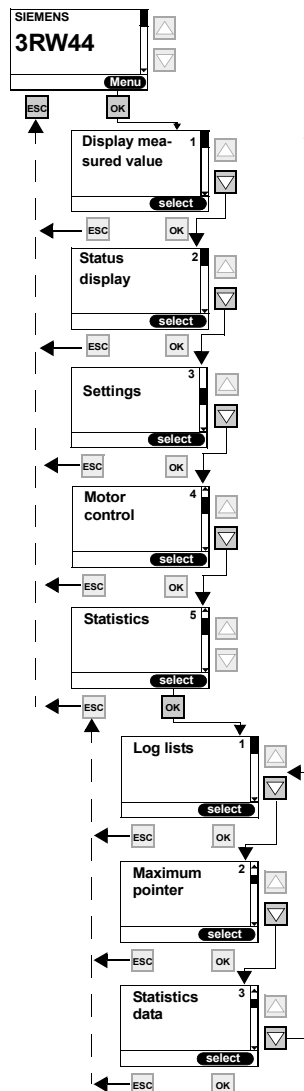 SIEMENS
3RW44
Menu
ESC
OK
Display mea-
sured value
1
select
ESC
OK
Status
display
2
select
ESC
OK
Settings
3
select
ESC
OK
Motor
control
4
select
ESC
OK
Statistics
5
select
ESC
OK
Log lists
1
select
ESC
OK
Maximum
pointer
2
select
ESC
OK
Statistics
data
3
select
ESC
OK